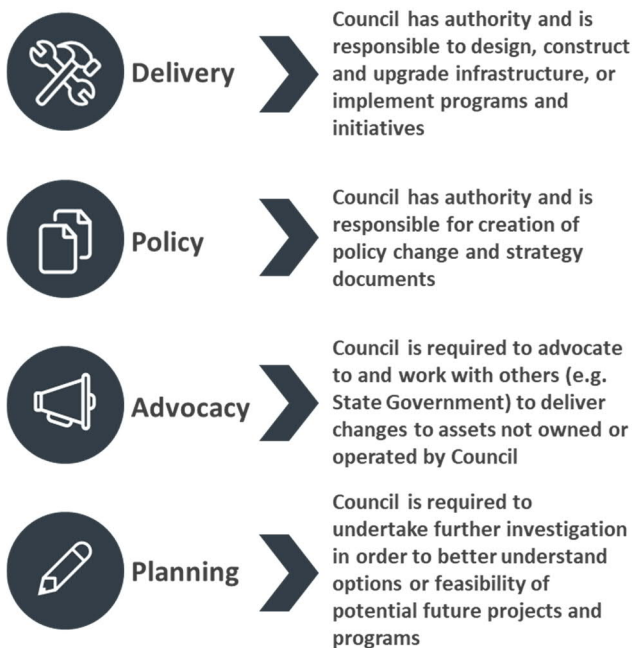 Delivery
Council has authority and is
responsible to design, construct
and upgrade infrastructure, or
implement programs and
initiatives
Policy
Council has authority and is
responsible for creation of
policy change and strategy
documents
Advocacy
Council is required to advocate
to and work with others (e.g.
State Government) to deliver
changes to assets not owned or
operated by Council
Planning
Council is required to
undertake further investigation
in order to better understand
options or feasibility of
potential future projects and
programs